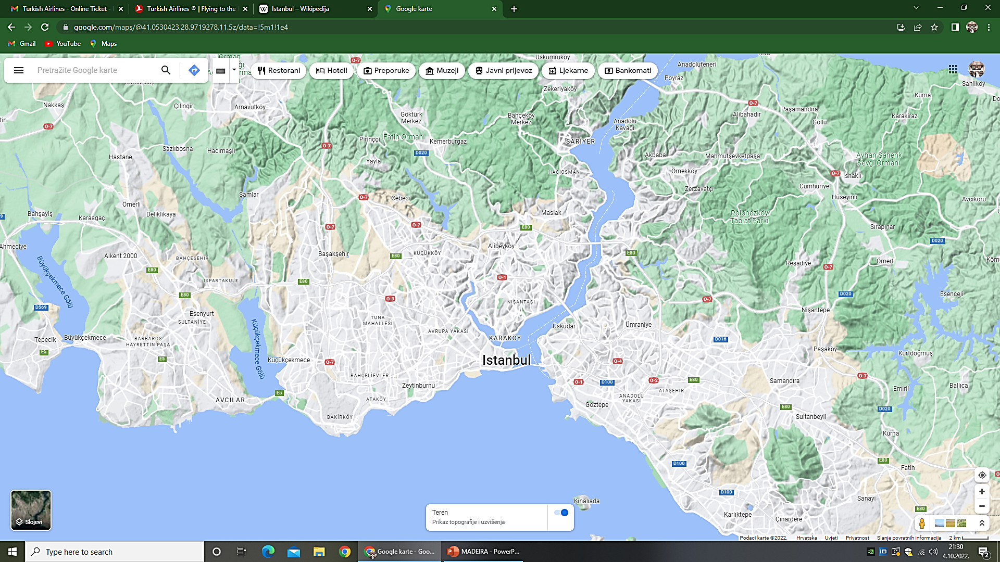 Turkish Airlines - Online Ticket -
Turkish Airlines ® | Flying to the
Istanbul – Wikipedija
Google karte
google.com/maps/@41.0530423,28.9719278,11.5z/data=!5m1!1e4
Gmail
YouTube
Maps
Pretražite Google karte
Restorani
Hoteli
Preporuke
Muzeji
Javni prijevoz
Ljekarne
Bankomati
Orman
O-7
Uskumruköy
Anadolufeneri
Poyraz
Sahilköy
Dursunköy
Zekeriyaköy
Kurna
Nakkaş
Çilingir
Arnavutköy
O-7
Alibahadır
Paşamandıra
Karakiraz
Göktürk
Merkez
Bahçeköy
Merkez
Anadolu
Kavağı
Göllü
O-7
Pirinççi
Fatih Ormanı
Kemerburgaz
SARIYER
O-7
Sazlıbosna
Hacımaşlı
D020
Hastane
Yayla
Akbaba
Mahmutşevketpaşa
Ayhan Şahenk
Sevgi Ormanı
HACIOSMAN
Örnekköy
O-7
İshaklı
Zerzavatçı
Cumhuriyet
Şamlar
O-7
Cebeci
Hüseyinli
Avcıkoru
Ömerli
Bahşayiş
Karaagaç
Deliklikaya
Maslak
Polonezköy
Tabiat Parkı
O-7
O-7
E80
Sırapınar
D020
Ahmediye
Alibeyköy
Alkent 2000
BAHÇEŞEHİR
Başakşehir
E80
KÜÇÜKKÖY
E80
Reşadiye
Ömerli
Köm
E80
O-7
Büyükçekmece Gölü
ISPARTAKULE
E80
O-1
E80
O-3
NİŞANTAŞI
O-7
D020
Esenceli
D569
Esenyurt
SULTANİYE
Nişantepe
TUNA
MAHALLESİ
Küçükçekmece Gölü
AVRUPA YAKASI
Üsküdar
Ümraniye
Tepecik
Büyükçekmece
BARBAROS
HAYRETTİN PAŞA
KARAKÖY
D016
E5
E5
Küçükçekmece
O-7
Istanbul
O-4
Paşaköy
Kurtdoğmuş
BAHÇELİEVLER
Zeytinburnu
O-1
D100
O-2
E80
O-7
Samandıra
Emirli
Ballıca
E5
ATAŞEHİR
AVCILAR
ATAKÖY
ANADOLU
YAKASI
Göztepe
E80
D020
BAKIRKÖY
Sultanbeyli
Kurna
D100
E80
Fatih
D100
Kınalıada
Sanayi
E80
Karlıktepe
Çınardere
Slojevi
Teren
Prikaz topografije i uzvišenja
Podaci karte ©2022.
Hrvatska
Uvjeti
Privatnost
Slanje povratnih informacija
2 km
Type here to search
Google karte - Goo...
MADEIRA - PowerP...
21:30
4.10.2022.
2